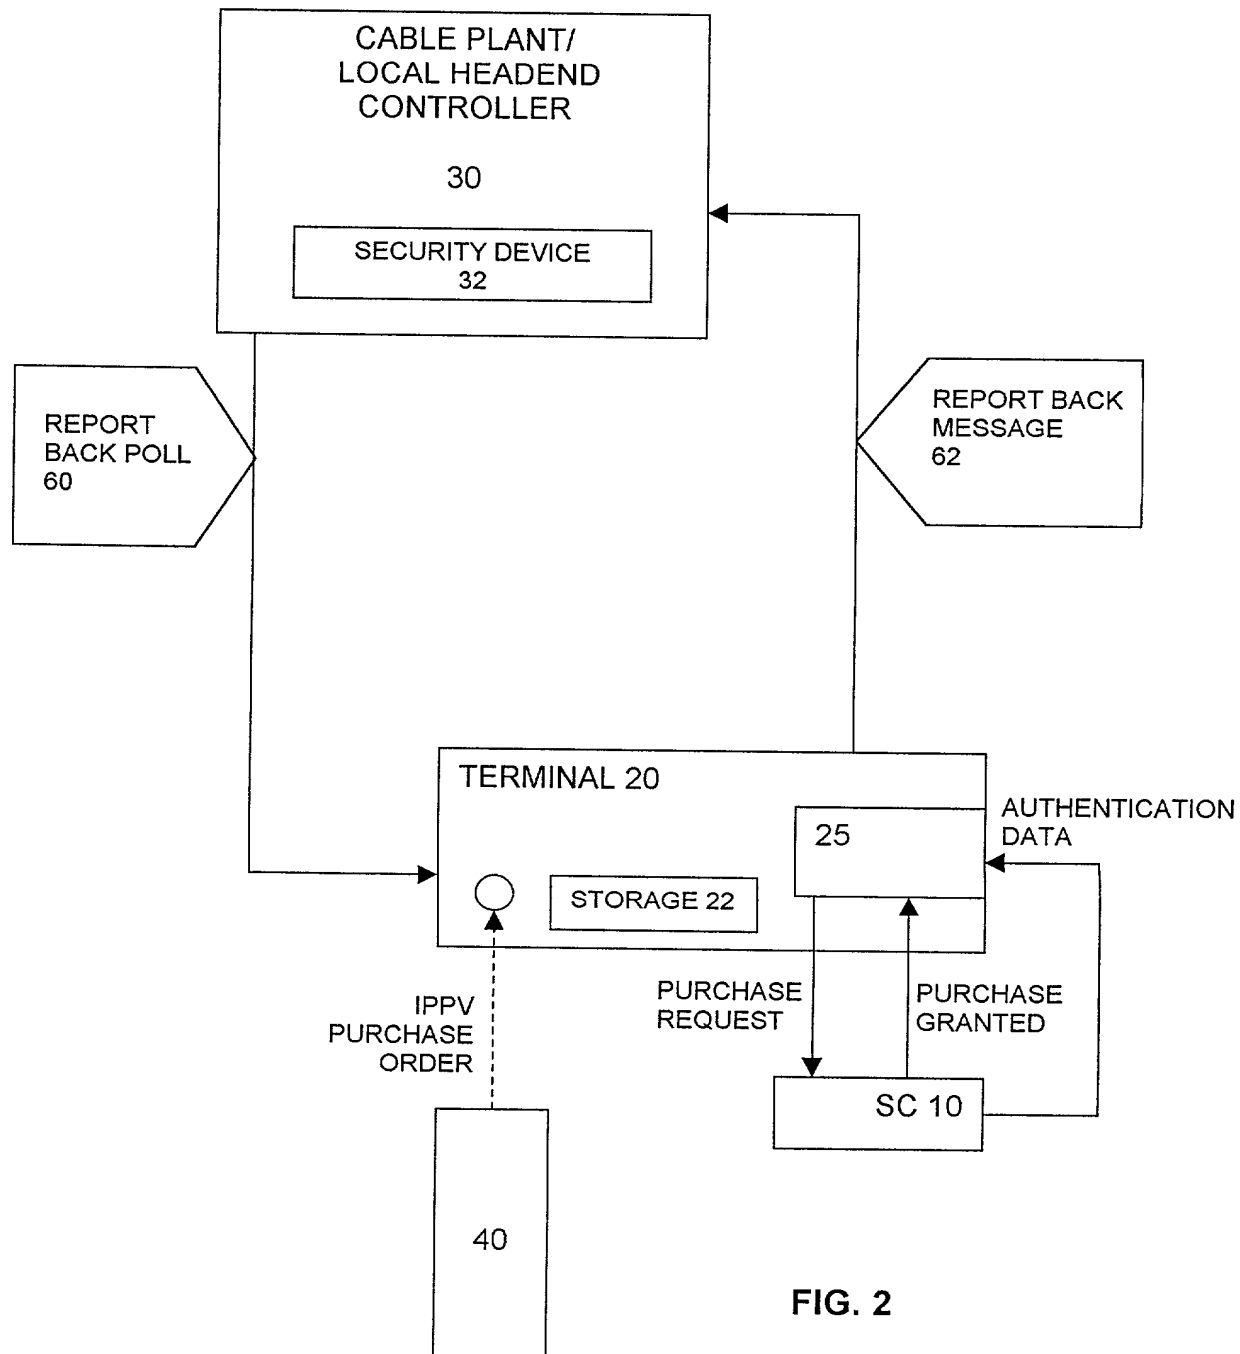 CABLE PLANT/
LOCAL HEADEND
CONTROLLER
30
SECURITY DEVICE
32
REPORT
BACK POLL
60
REPORT BACK
MESSAGE
62
TERMINAL 20
25
STORAGE 22
AUTHENTICATION
DATA
IPPV
PURCHASE
ORDER
PURCHASE
REQUEST
PURCHASE
GRANTED
SC 10
40
FIG. 2